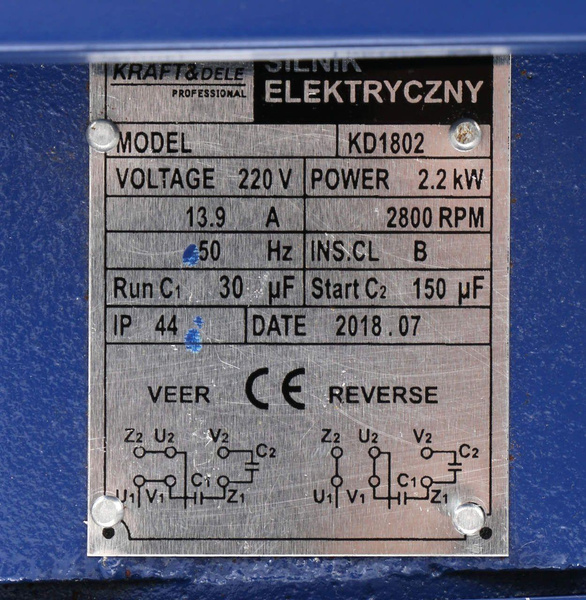 KRAFT&DELE
PROFESSIONAL
SILNIK
ELEKTRYCZNY
MODEL KD1802
VOLTAGE 220 V POWER 2.2 kW
13.9 A 2800 RPM
50 Hz INS.CL B
Run C1 30 µF Start C2 150 µF
IP 44 DATE 2018.07
VEER CE REVERSE
Z2 U2 V2 C2 Z2 U2 V2 C2
U1 V1 C1 Z1 U1 V1 C1 Z1